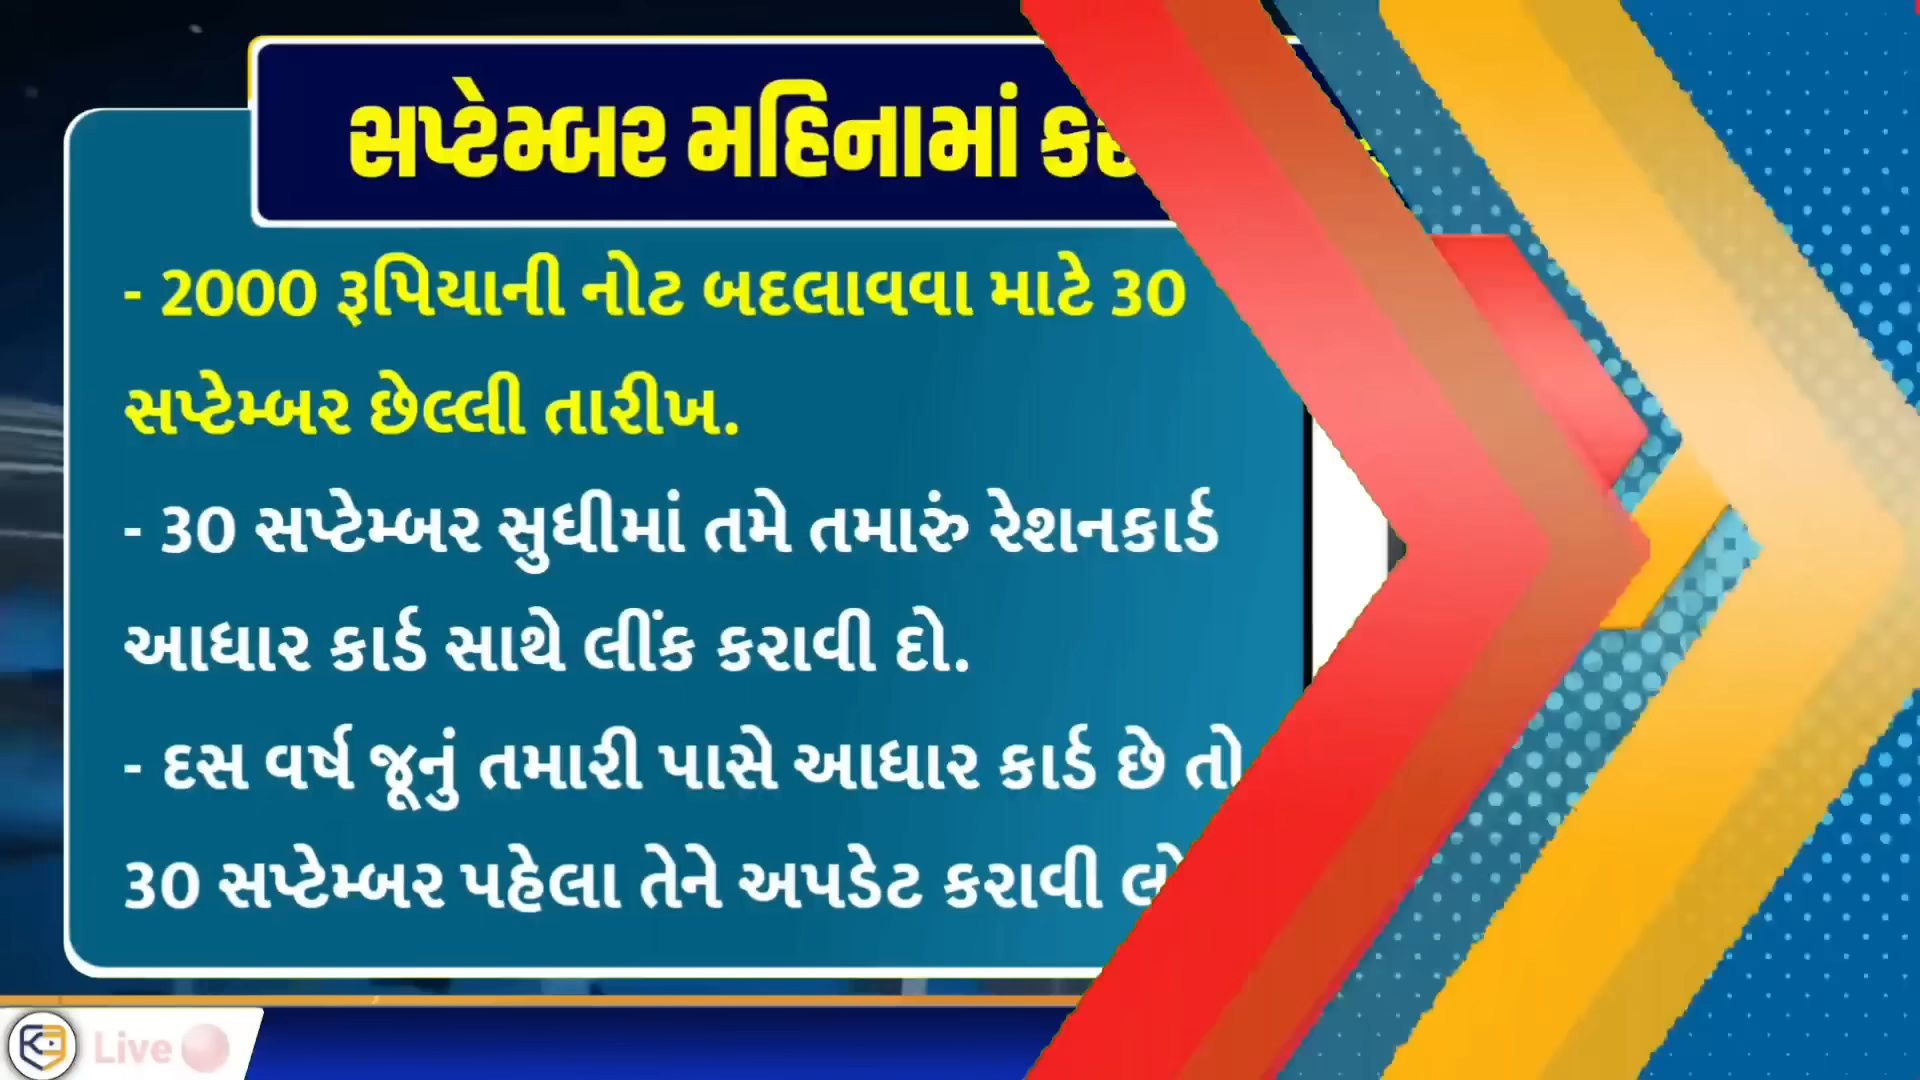 સપ્ટેમ્બર મહિનામાં
- 2000 રૂપિયાની નોટ બદલાવવા માટે 30
સપ્ટેમ્બર છેલ્લી તારીખ.
- 30 સપ્ટેમ્બર સુધીમાં તમે તમારું રેશનકાર્ડ
આધાર કાર્ડ સાથે લીંક કરાવી દો.
- દસ વર્ષ જૂનું તમારી પાસે આધાર કાર્ડ છે તો
30 સપ્ટેમ્બર પહેલા તેને અપડેટ કરાવી
Live